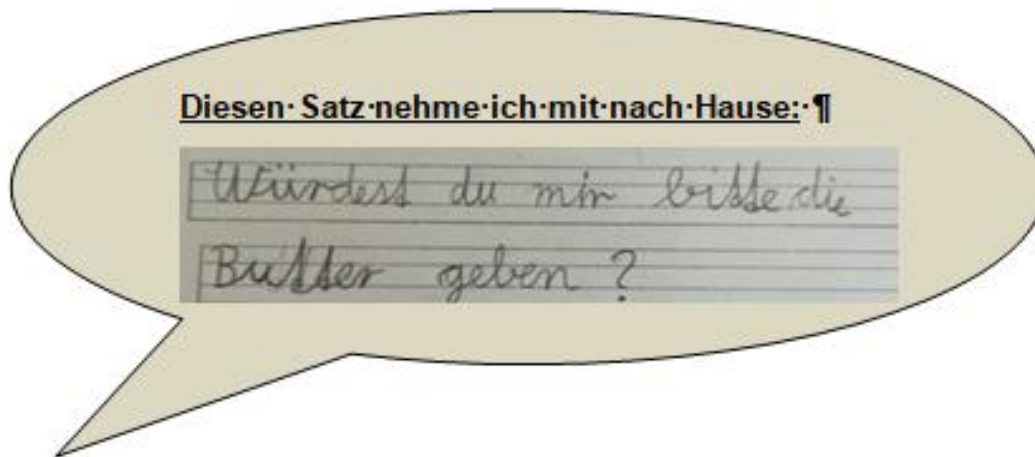 Diesen Satz nehme ich mit nach Hause: ¶
Würdest du mir bitte die
Butter geben ?